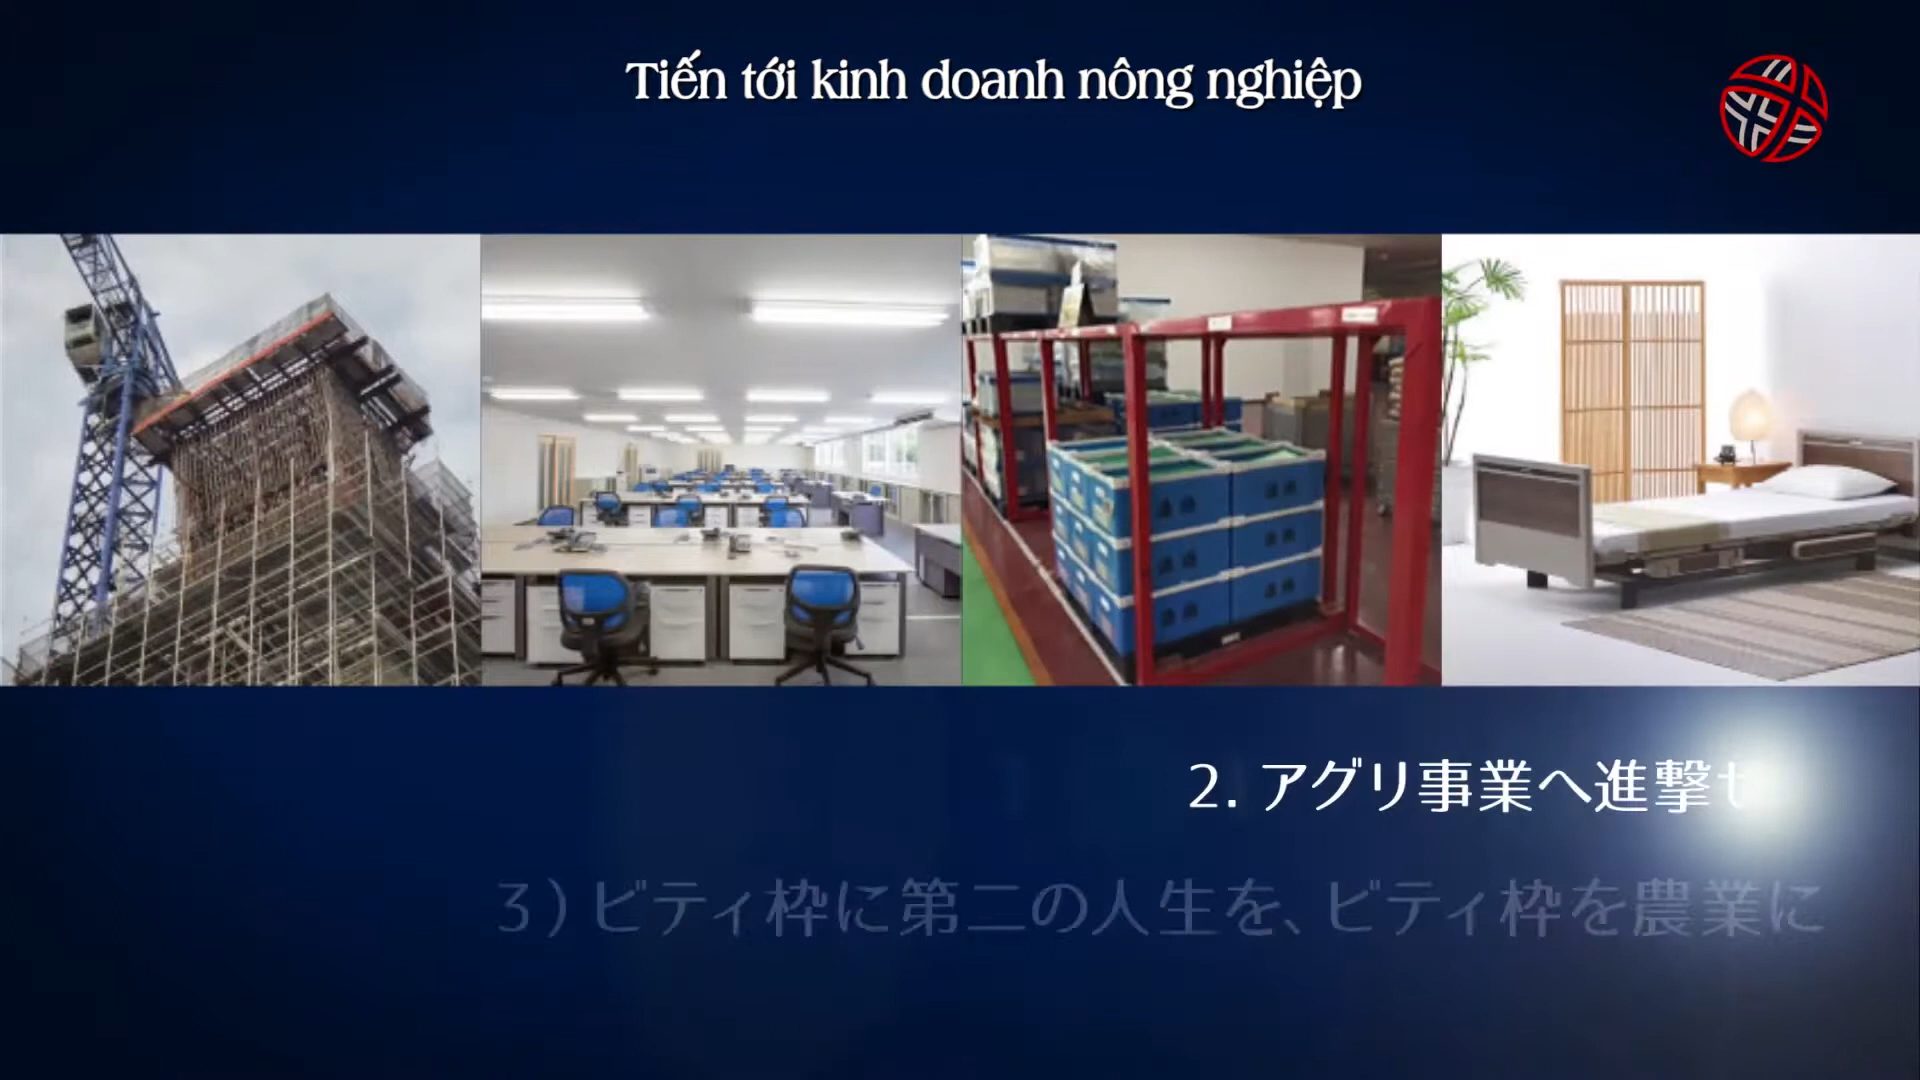 Tiến tới kinh doanh nông nghiệp
2. アグリ事業へ進撃せ
3) ビティ枠に第二の人生を、ビティ枠を農業に